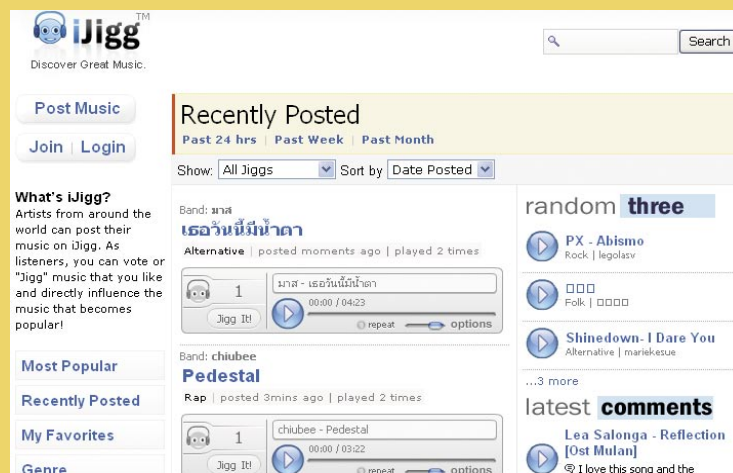 iJigg™
Discover Great Music.
Search
Post Music
Join | Login
What's iJigg?
Artists from around the
world can post their
music on iJigg. As
listeners, you can vote or
"Jigg" music that you like
and directly influence the
music that becomes
popular!
Most Popular
Recently Posted
My Favorites
Genre
Recently Posted
Past 24 hrs | Past Week | Past Month
Show: All Jiggs Sort by Date Posted
Band: มาส
เธอวันนี้มีน้ำตา
Alternative | posted moments ago | played 2 times
1
มาส - เธอวันนี้มีน้ำตา
00:00 / 04:23
Jigg It!
repeat options
Band: chiubee
Pedestal
Rap | posted 3mins ago | played 2 times
1
chiubee - Pedestal
00:00 / 03:22
Jigg It!
repeat options
random three
PX - Abismo
Rock | legolasv
Folk |
Shinedown- I Dare You
Alternative | mariekesue
...3 more
latest comments
Lea Salonga - Reflection
[Ost Mulan]
I love this song and the